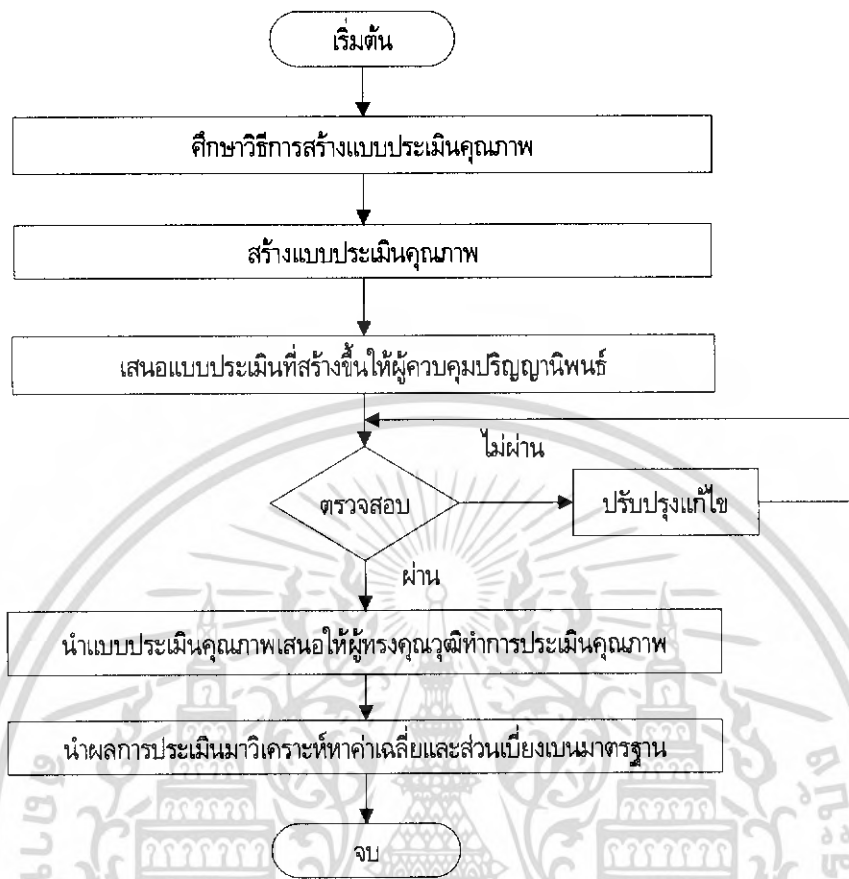 เริ่มต้น
ศึกษาวิธีการสร้างแบบประเมินคุณภาพ
สร้างแบบประเมินคุณภาพ
เสนอแบบประเมินที่สร้างขึ้นให้ผู้ควบคุมปริญญานิพนธ์
ไม่ผ่าน
ตรวจสอบ
ปรับปรุงแก้ไข
ผ่าน
นำแบบประเมินคุณภาพเสนอให้ผู้ทรงคุณวุฒิทำการประเมินคุณภาพ
นำผลการประเมินมาวิเคราะห์หาค่าเฉลี่ยและส่วนเบี่ยงเบนมาตรฐาน
จบ